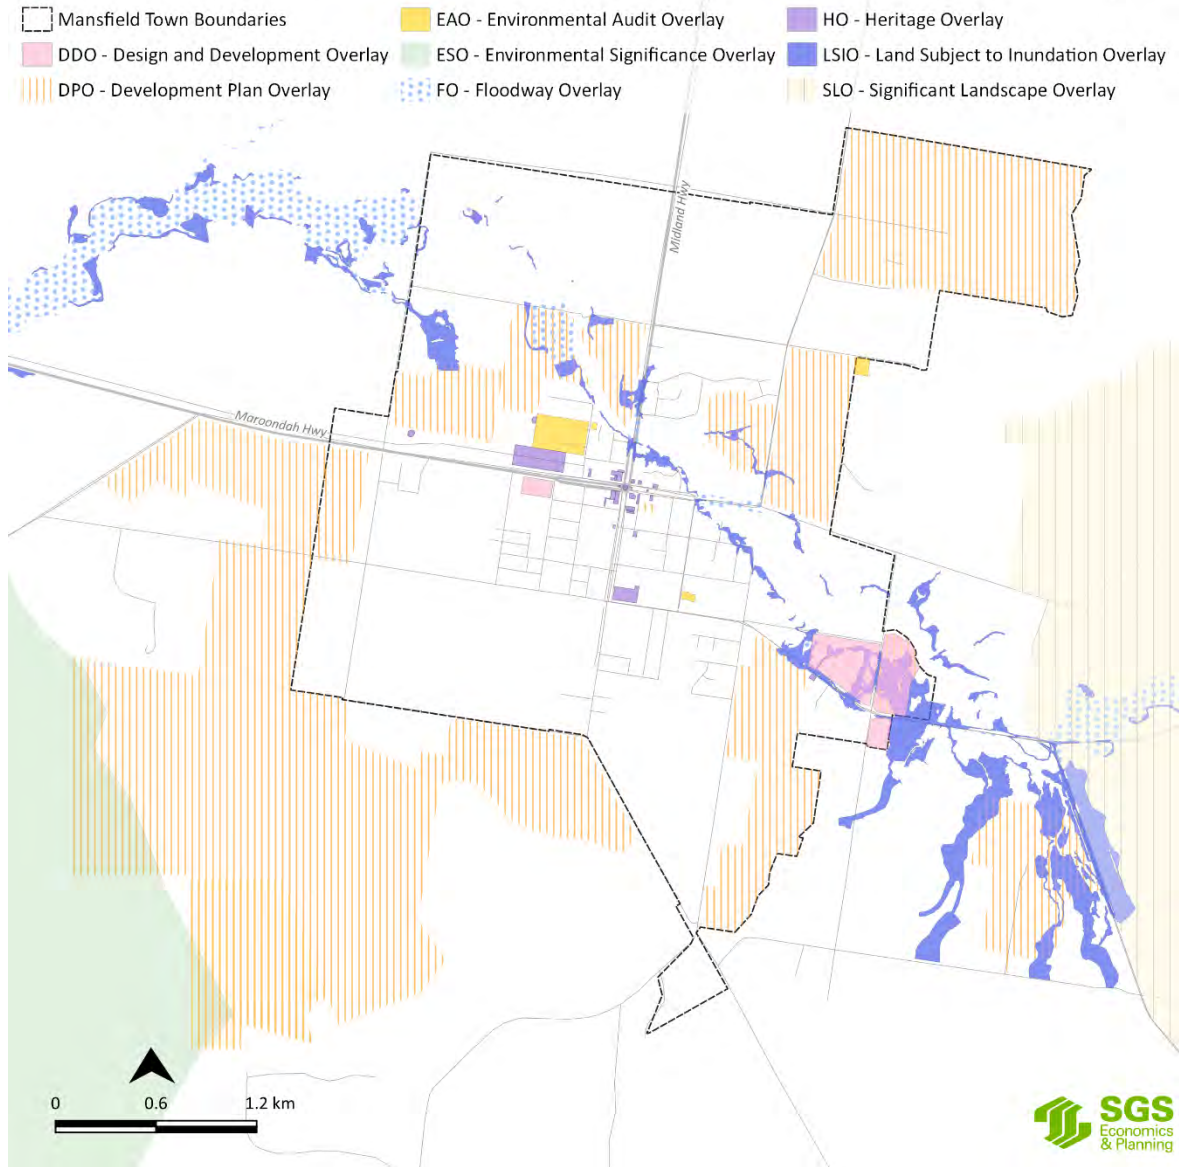 Mansfield Town Boundaries
EAO - Environmental Audit Overlay
HO - Heritage Overlay
DDO - Design and Development Overlay
ESO - Environmental Significance Overlay
LSIO - Land Subject to Inundation Overlay
DPO - Development Plan Overlay
FO - Floodway Overlay
SLO - Significant Landscape Overlay
Midland Hwy
Maroondah Hwy
0 0.6 1.2 km
SGS
Economics
& Planning